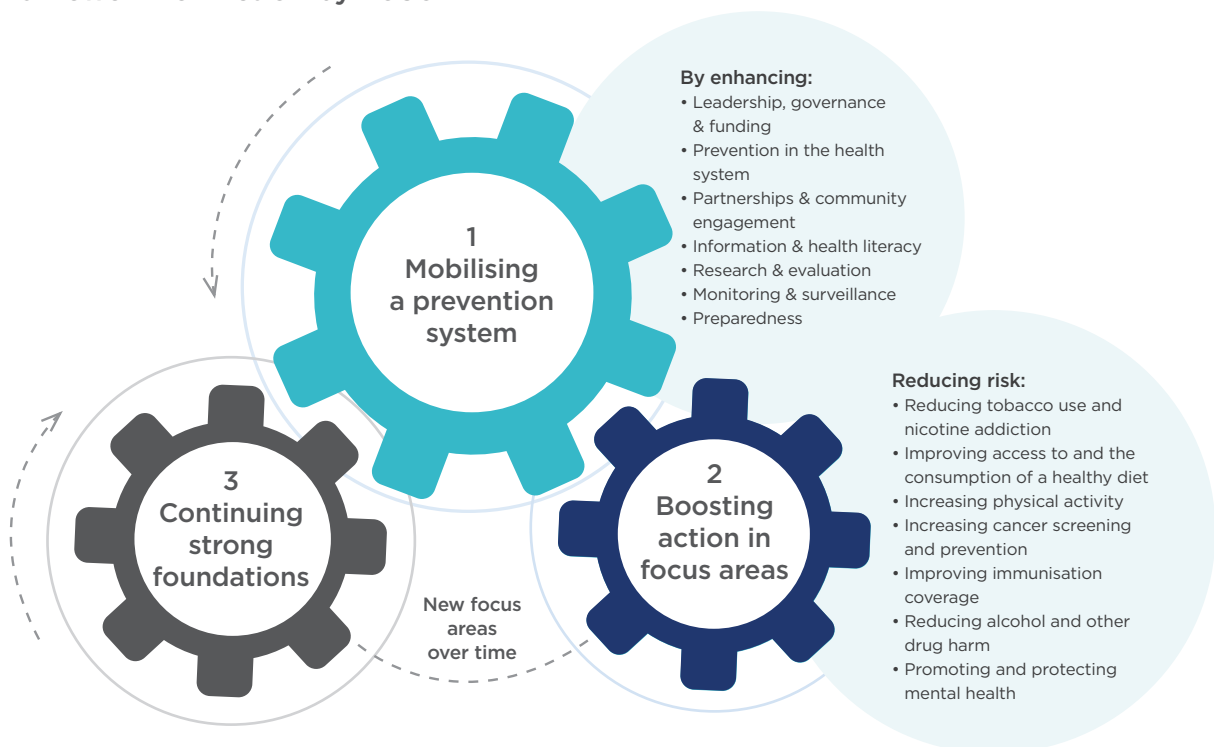 1
Mobilising
a prevention
system
By enhancing:
• Leadership, governance
& funding
• Prevention in the health
system
• Partnerships & community
engagement
• Information & health literacy
• Research & evaluation
• Monitoring & surveillance
• Preparedness
2
Boosting
action in
focus areas
Reducing risk:
• Reducing tobacco use and
nicotine addiction
• Improving access to and the
consumption of a healthy diet
• Increasing physical activity
• Increasing cancer screening
and prevention
• Improving immunisation
coverage
• Reducing alcohol and other
drug harm
• Promoting and protecting
mental health
3
Continuing
strong
foundations
New focus
areas
over time